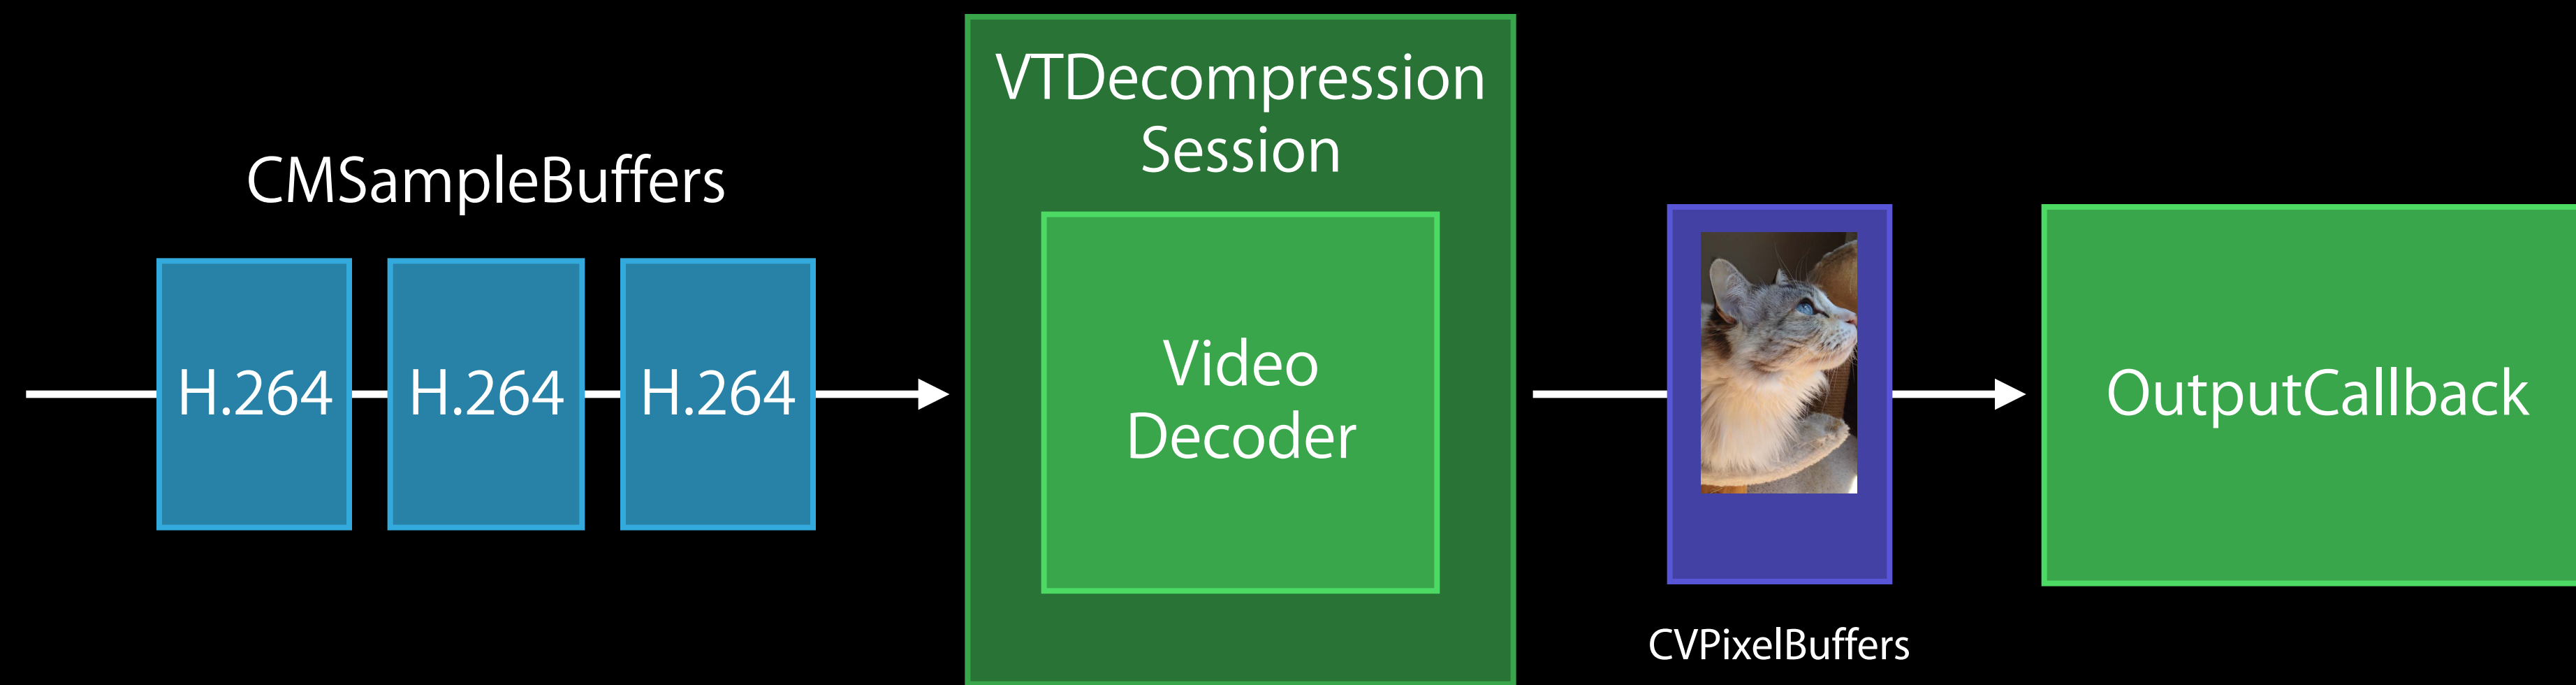 CMSampleBuffers
H.264 H.264 H.264
VTDecompression
Session
Video
Decoder
CVPixelBuffers
OutputCallback